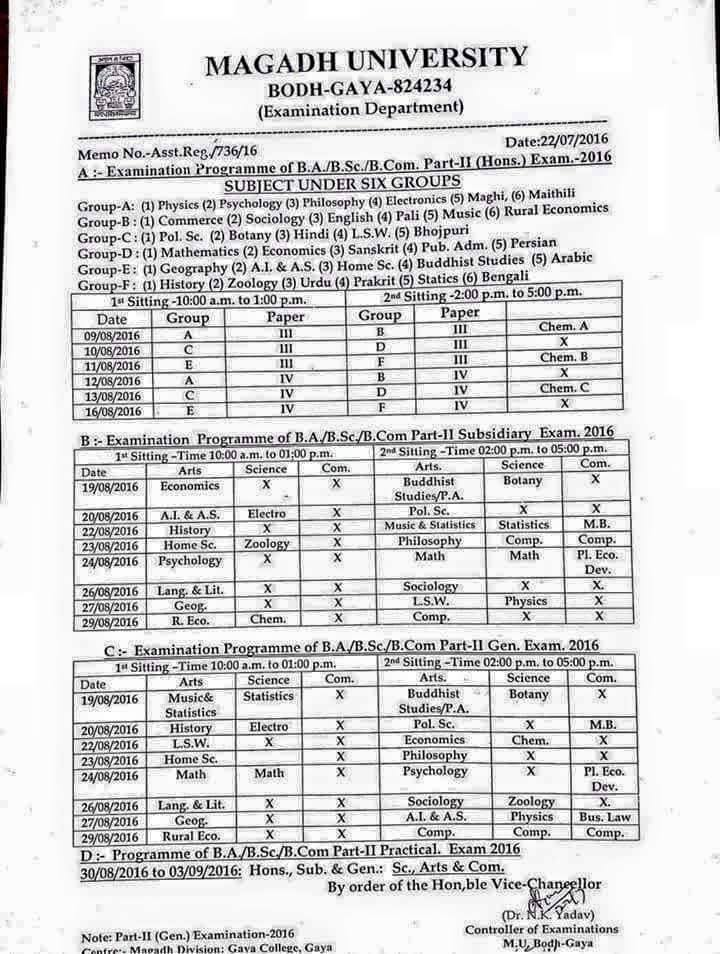 MAGADH UNIVERSITY
BODH-GAYA-824234
(Examination Department)
Memo No.-Asst.Reg./736/16 Date:22/07/2016
A :- Examination Programme of B.A./B.Sc./B.Com. Part-II (Hons.) Exam.-2016
SUBJECT UNDER SIX GROUPS
Group-A: (1) Physics (2) Psychology (3) Philosophy (4) Electronics (5) Maghi, (6) Maithili
Group-B : (1) Commerce (2) Sociology (3) English (4) Pali (5) Music (6) Rural Economics
Group-C : (1) Pol. Sc. (2) Botany (3) Hindi (4) L.S.W. (5) Bhojpuri
Group-D : (1) Mathematics (2) Economics (3) Sanskrit (4) Pub. Adm. (5) Persian
Group-E : (1) Geography (2) A.I. & A.S. (3) Home Sc. (4) Buddhist Studies (5) Arabic
Group-F : (1) History (2) Zoology (3) Urdu (4) Prakrit (5) Statics (6) Bengali
1st Sitting -10:00 a.m. to 1:00 p.m. 2nd Sitting -2:00 p.m. to 5:00 p.m.
Date Group Paper Group Paper
09/08/2016 A III B III Chem. A
10/08/2016 C III D III X
11/08/2016 E III F III Chem. B
12/08/2016 A IV B IV X
13/08/2016 C IV D IV Chem. C
16/08/2016 E IV F IV X
B :- Examination Programme of B.A./B.Sc/B.Com Part-II Subsidiary Exam. 2016
1st Sitting -Time 10:00 a.m. to 01;00 p.m. 2nd Sitting -Time 02:00 p.m. to 05:00 p.m.
Date Arts Science Com. Arts. Science Com.
19/08/2016 Economics X X Buddhist Studies/P.A. Botany X
20/08/2016 A.I. & A.S. Electro X Pol. Sc. X X
22/08/2016 History X X Music & Statistics Statistics M.B.
23/08/2016 Home Sc. Zoology X Philosophy Comp. Comp.
24/08/2016 Psychology X X Math Math Pl. Eco. Dev.
26/08/2016 Lang. & Lit. X X Sociology X X.
27/08/2016 Geog. X X L.S.W. Physics X
29/08/2016 R. Eco. Chem. X Comp. X X
C :- Examination Programme of B.A./B.Sc/B.Com Part-II Gen. Exam. 2016
1st Sitting -Time 10:00 a.m. to 01:00 p.m. 2nd Sitting -Time 02:00 p.m. to 05:00 p.m.
Date Arts Science Com. Arts. Science Com.
19/08/2016 Music& Statistics Statistics X Buddhist Studies/P.A. Botany X
20/08/2016 History Electro X Pol. Sc. X M.B.
22/08/2016 L.S.W. X X Economics Chem. X
23/08/2016 Home Sc. X Philosophy X X
24/08/2016 Math Math X Psychology X Pl. Eco. Dev.
26/08/2016 Lang. & Lit. X X Sociology Zoology X.
27/08/2016 Geog. X X A.I. & A.S. Physics Bus. Law
29/08/2016 Rural Eco. X X Comp. Comp. Comp.
D :- Programme of B.A./B.Sc/B.Com Part-II Practical. Exam 2016
30/08/2016 to 03/09/2016: Hons., Sub. & Gen.: Sc., Arts & Com.
By order of the Hon,ble Vice-Chancellor
(Dr. N.K. Yadav)
Controller of Examinations
M.U. Bodh-Gaya
Note: Part-II (Gen.) Examination-2016
Centre:- Magadh Division: Gaya College, Gaya